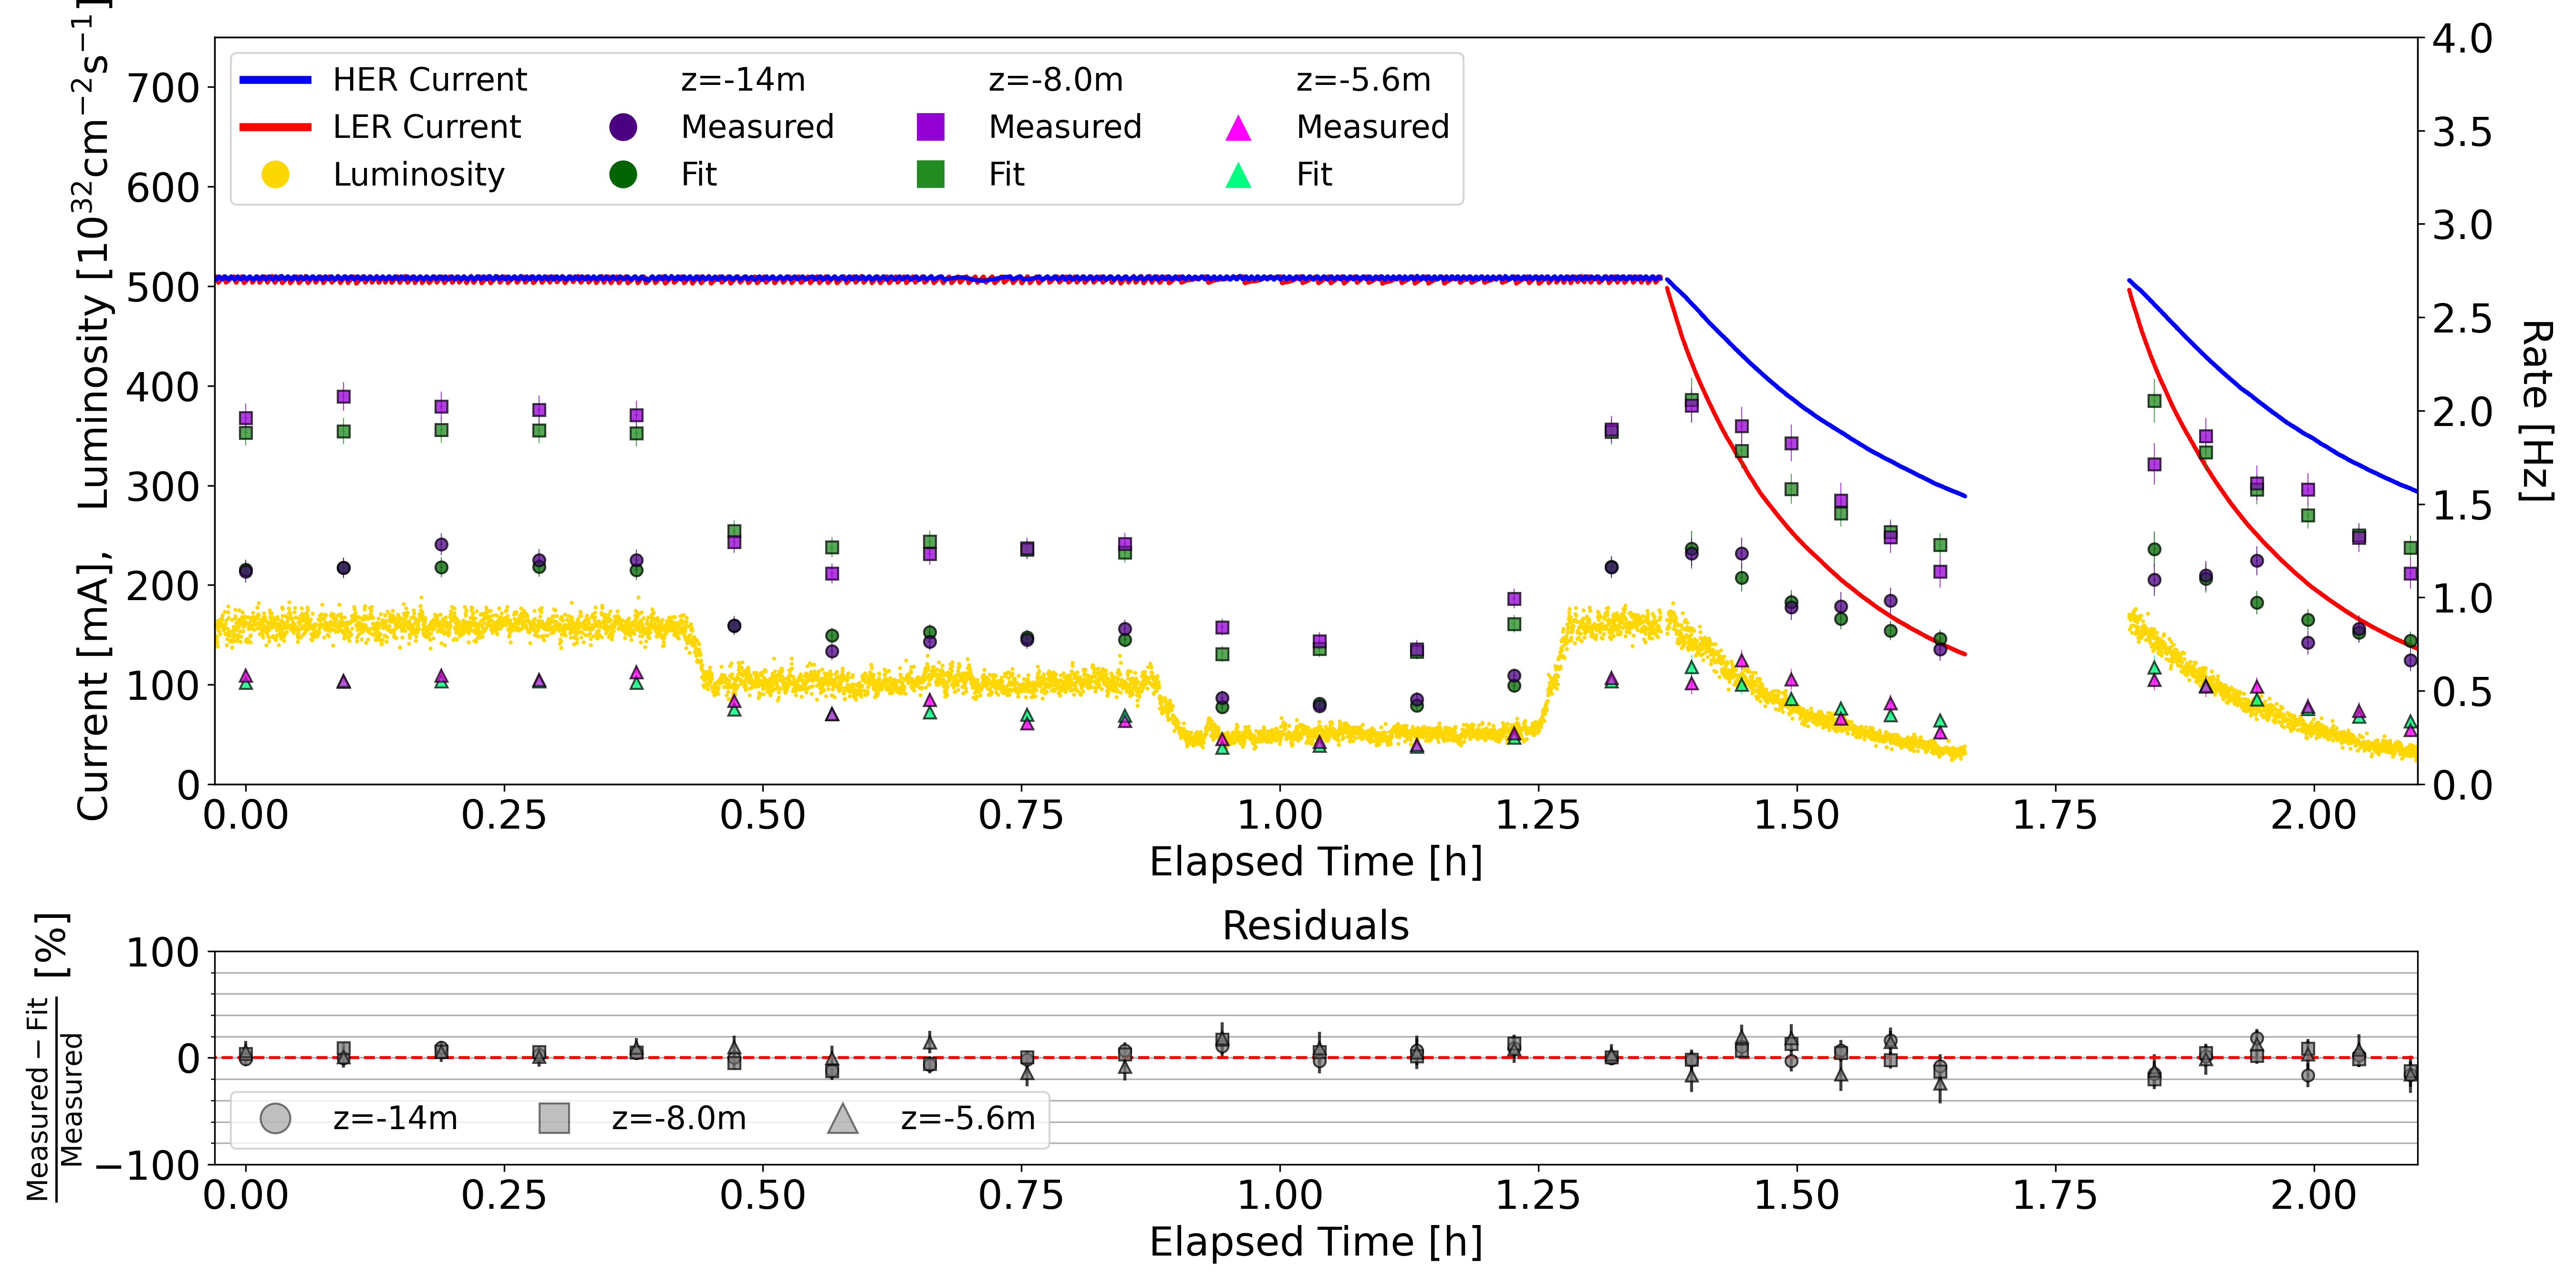 Current [mA],  Luminosity [10³²cm⁻²s⁻¹]
700
600
500
400
300
200
100
0
HER Current
LER Current
Luminosity
z=-14m
Measured
Fit
z=-8.0m
Measured
Fit
z=-5.6m
Measured
Fit
4.0
3.5
3.0
2.5
2.0
1.5
1.0
0.5
0.0
Rate [Hz]
0.00 0.25 0.50 0.75 1.00 1.25 1.50 1.75 2.00
Elapsed Time [h]
Residuals
Measured − Fit
Measured
[%]
100
0
−100
z=-14m z=-8.0m z=-5.6m
0.00 0.25 0.50 0.75 1.00 1.25 1.50 1.75 2.00
Elapsed Time [h]